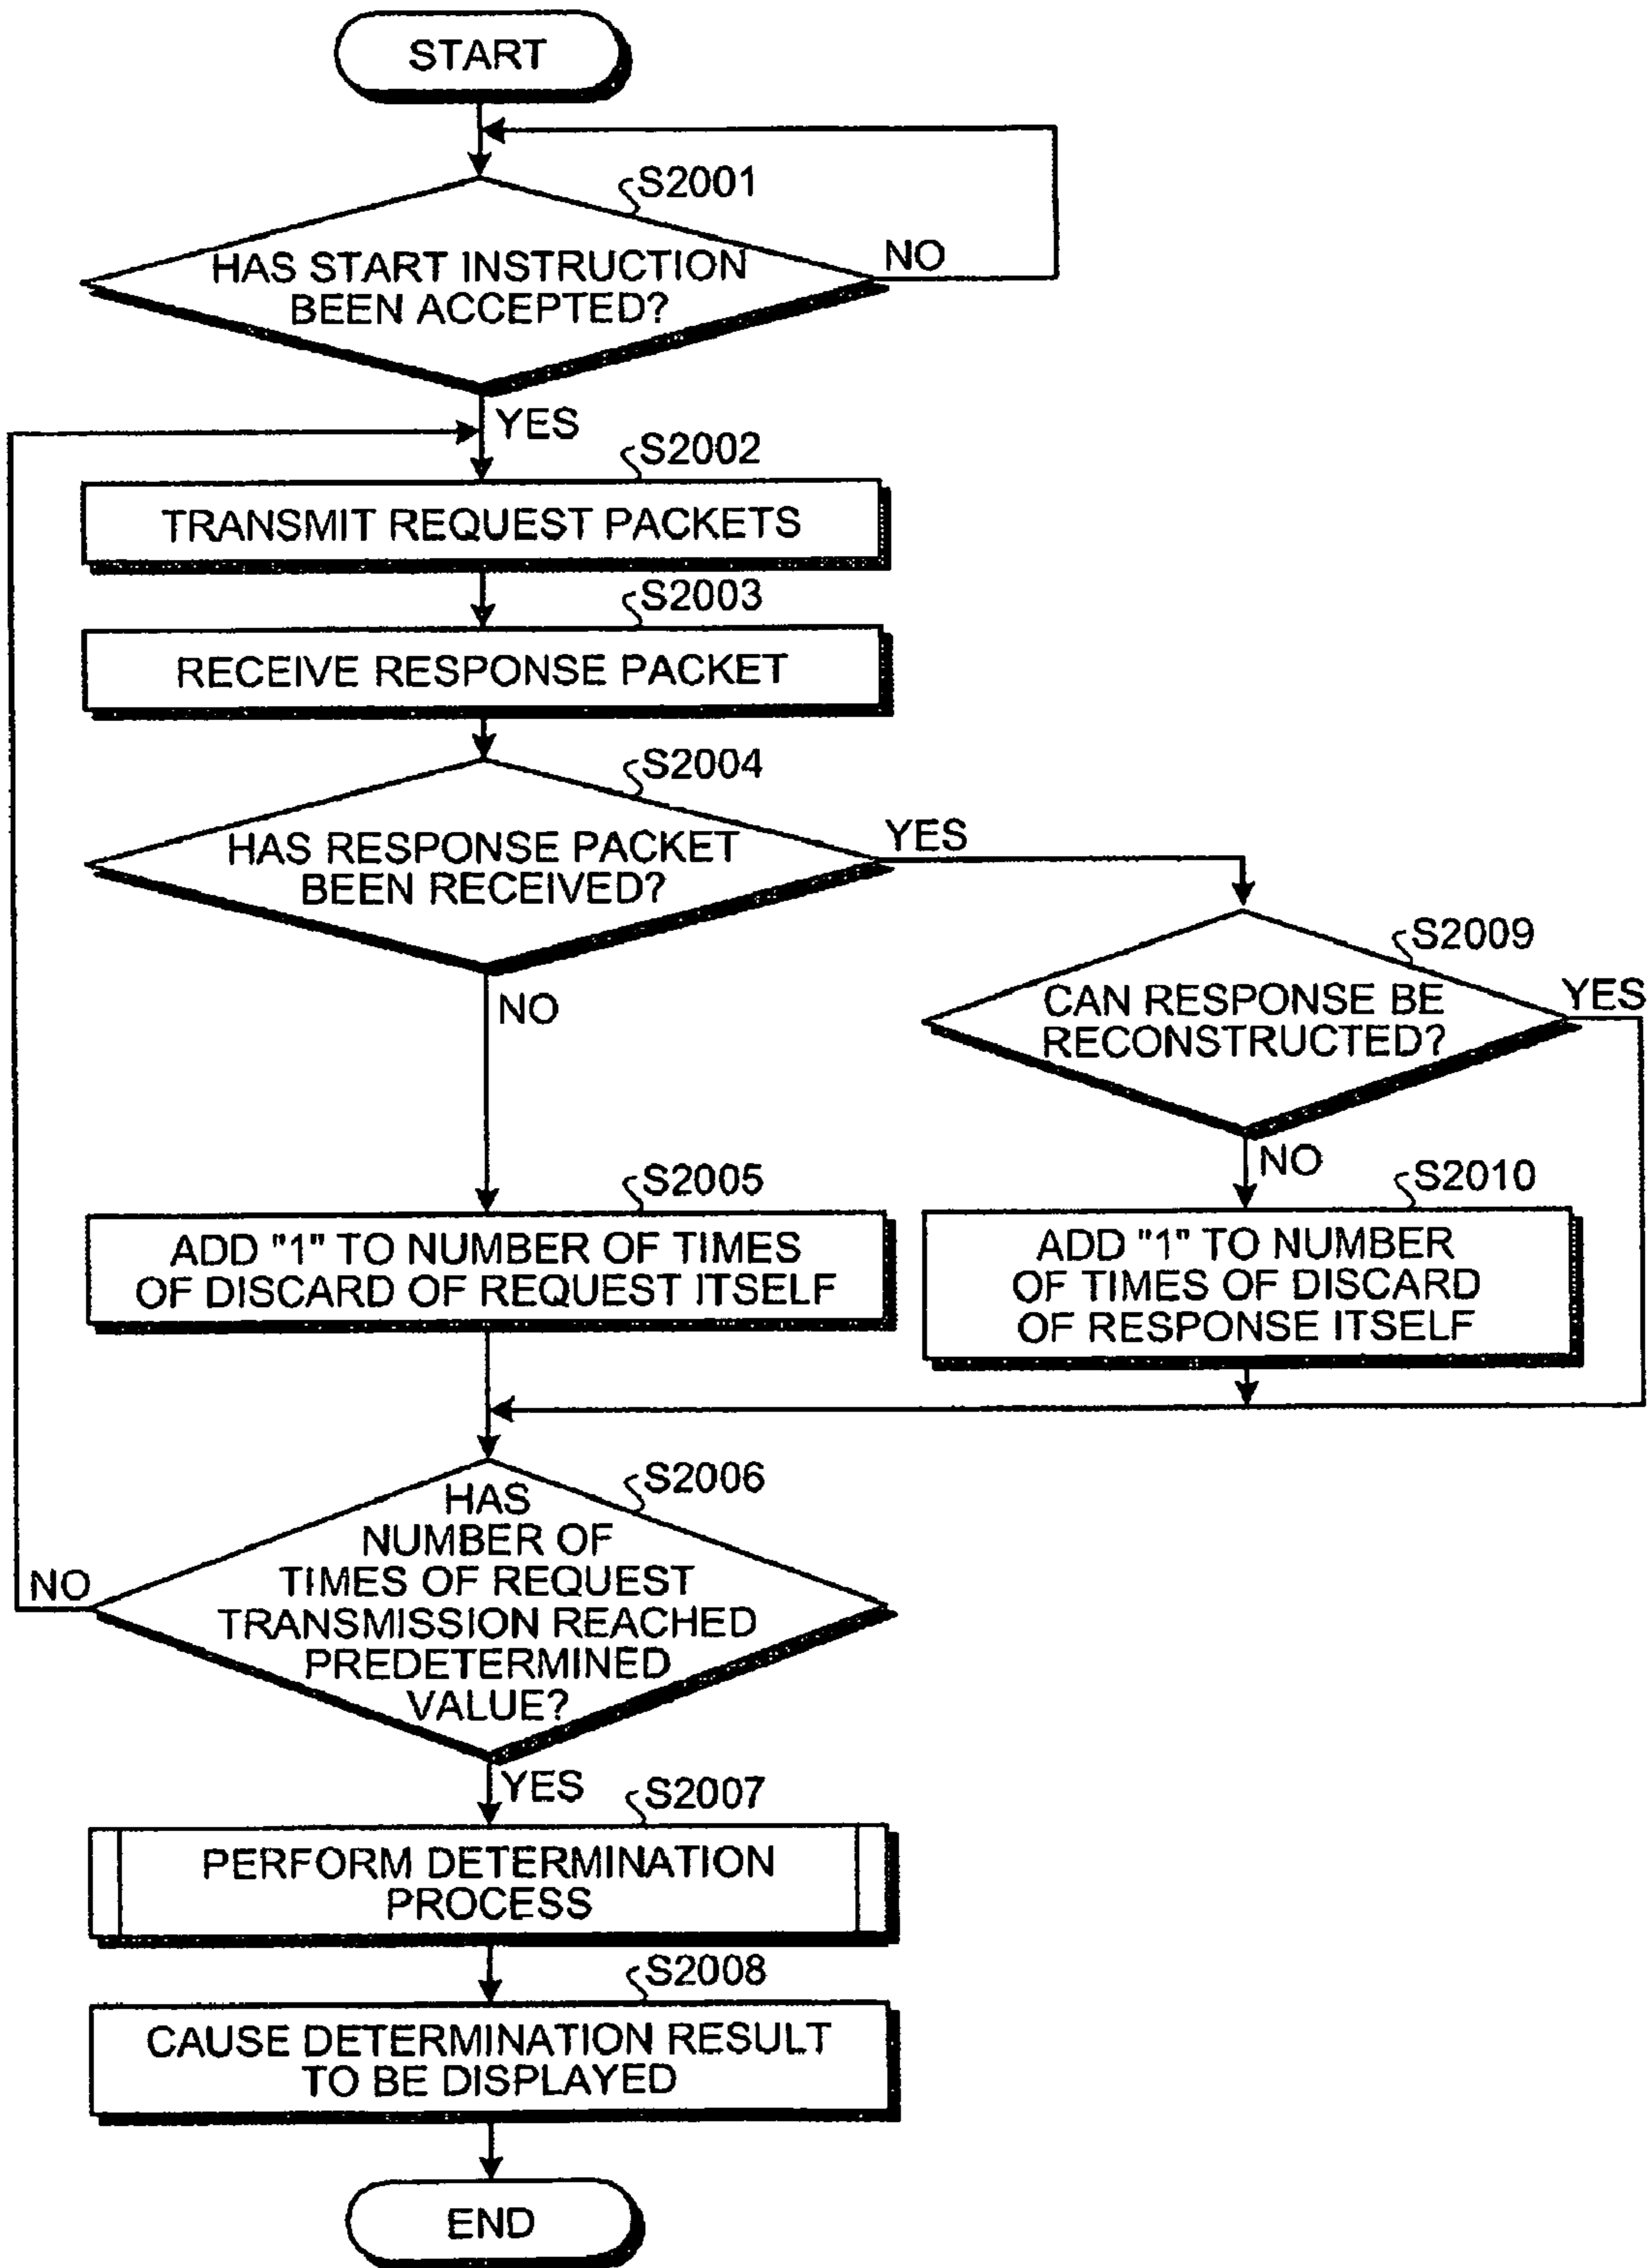 START
S2001
HAS START INSTRUCTION
BEEN ACCEPTED?
NO
YES
S2002
TRANSMIT REQUEST PACKETS
S2003
RECEIVE RESPONSE PACKET
S2004
HAS RESPONSE PACKET
BEEN RECEIVED?
YES
NO
S2009
CAN RESPONSE BE
RECONSTRUCTED?
YES
NO
S2005
ADD "1" TO NUMBER OF TIMES
OF DISCARD OF REQUEST ITSELF
S2010
ADD "1" TO NUMBER
OF TIMES OF DISCARD
OF RESPONSE ITSELF
S2006
HAS
NUMBER OF
TIMES OF REQUEST
TRANSMISSION REACHED
PREDETERMINED
VALUE?
NO
YES
S2007
PERFORM DETERMINATION
PROCESS
S2008
CAUSE DETERMINATION RESULT
TO BE DISPLAYED
END